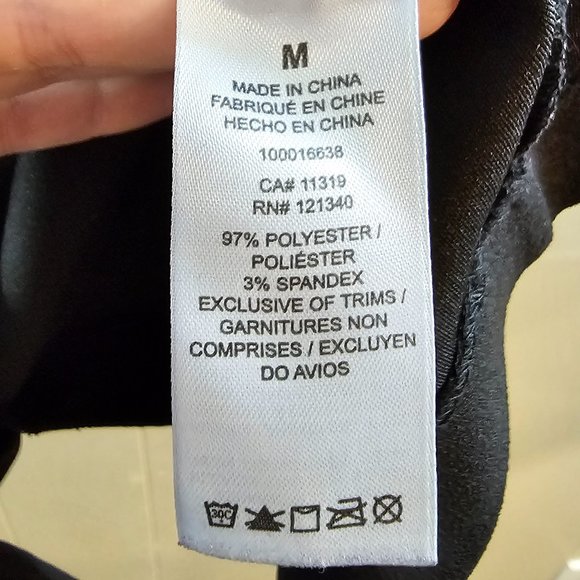 M
MADE IN CHINA
FABRIQUÉ EN CHINE
HECHO EN CHINA
100016638
CA# 11319
RN# 121340
97% POLYESTER /
POLIÉSTER
3% SPANDEX
EXCLUSIVE OF TRIMS /
GARNITURES NON
COMPRISES / EXCLUYEN
DO AVIOS
30C